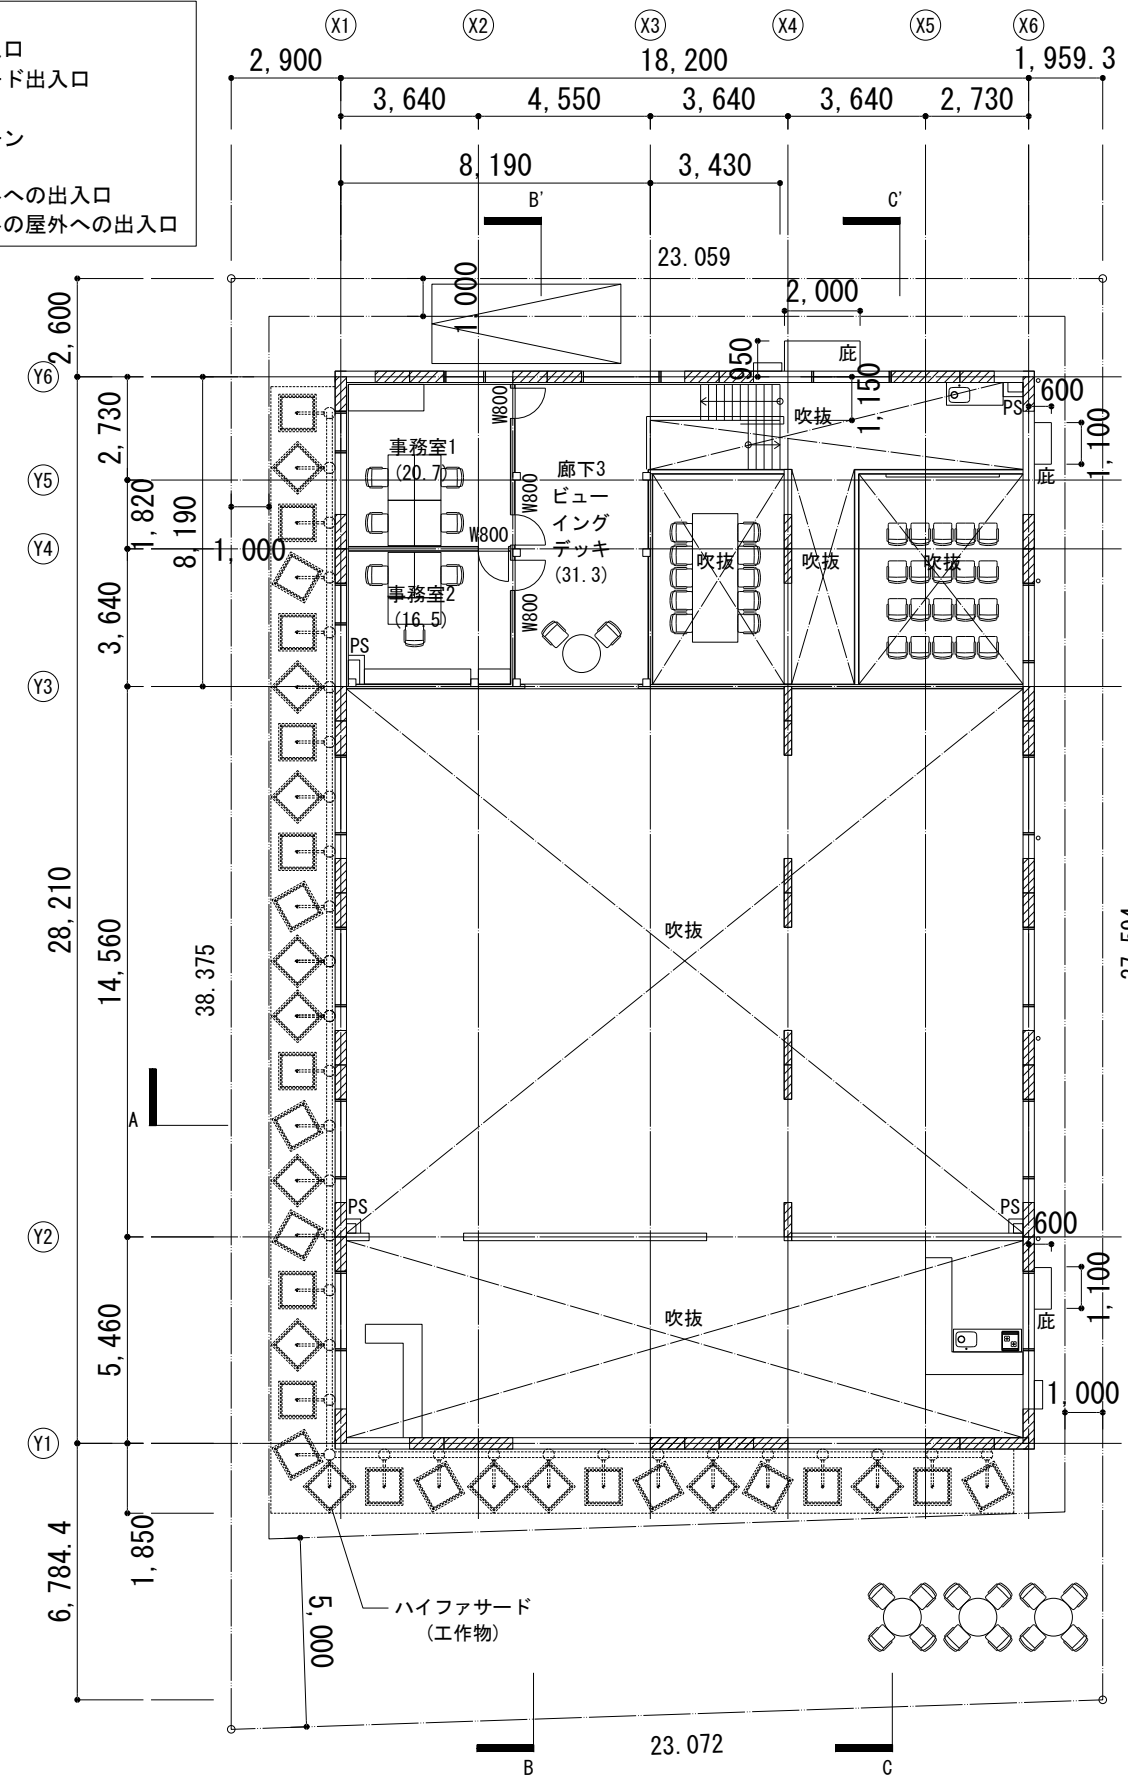 口
ード出入口
ーン
への出入口
の屋外への出入口
X1
X2
X3
X4
X5
X6
2,900
18,200
1,959.3
3,640
4,550
3,640
3,640
2,730
8,190
3,430
B'
C'
23.059
2,600
1,000
2,000
950
庇
1,150
Y6
W800
吹抜
PS
600
2,730
事務室1
(20.7)
廊下3
ビュー
イング
デッキ
(31.3)
1,100
庇
Y5
W800
1,820
8,190
W800
Y4
1,000
吹抜
吹抜
吹抜
事務室2
(16.5)
W800
3,640
PS
Y3
28,210
14,560
38.375
吹抜
A
PS
PS
600
Y2
1,100
吹抜
庇
5,460
1,000
Y1
6,784.4
1,850
5,000
ハイファサード
(工作物)
23.072
B
C